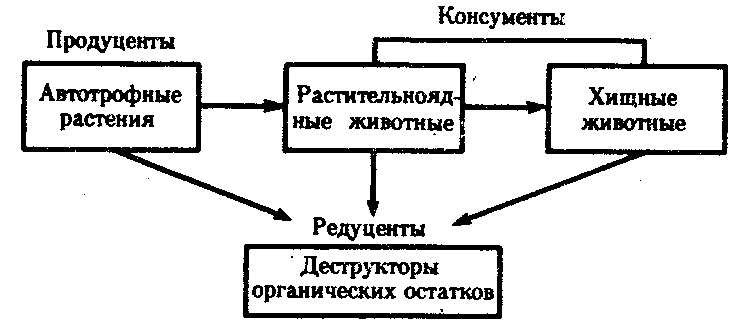 Консументы
Продуценты
Автотрофные
растения
Растительнояд-
ные животные
Хищные
животные
Редуценты
Деструкторы
органических остатков